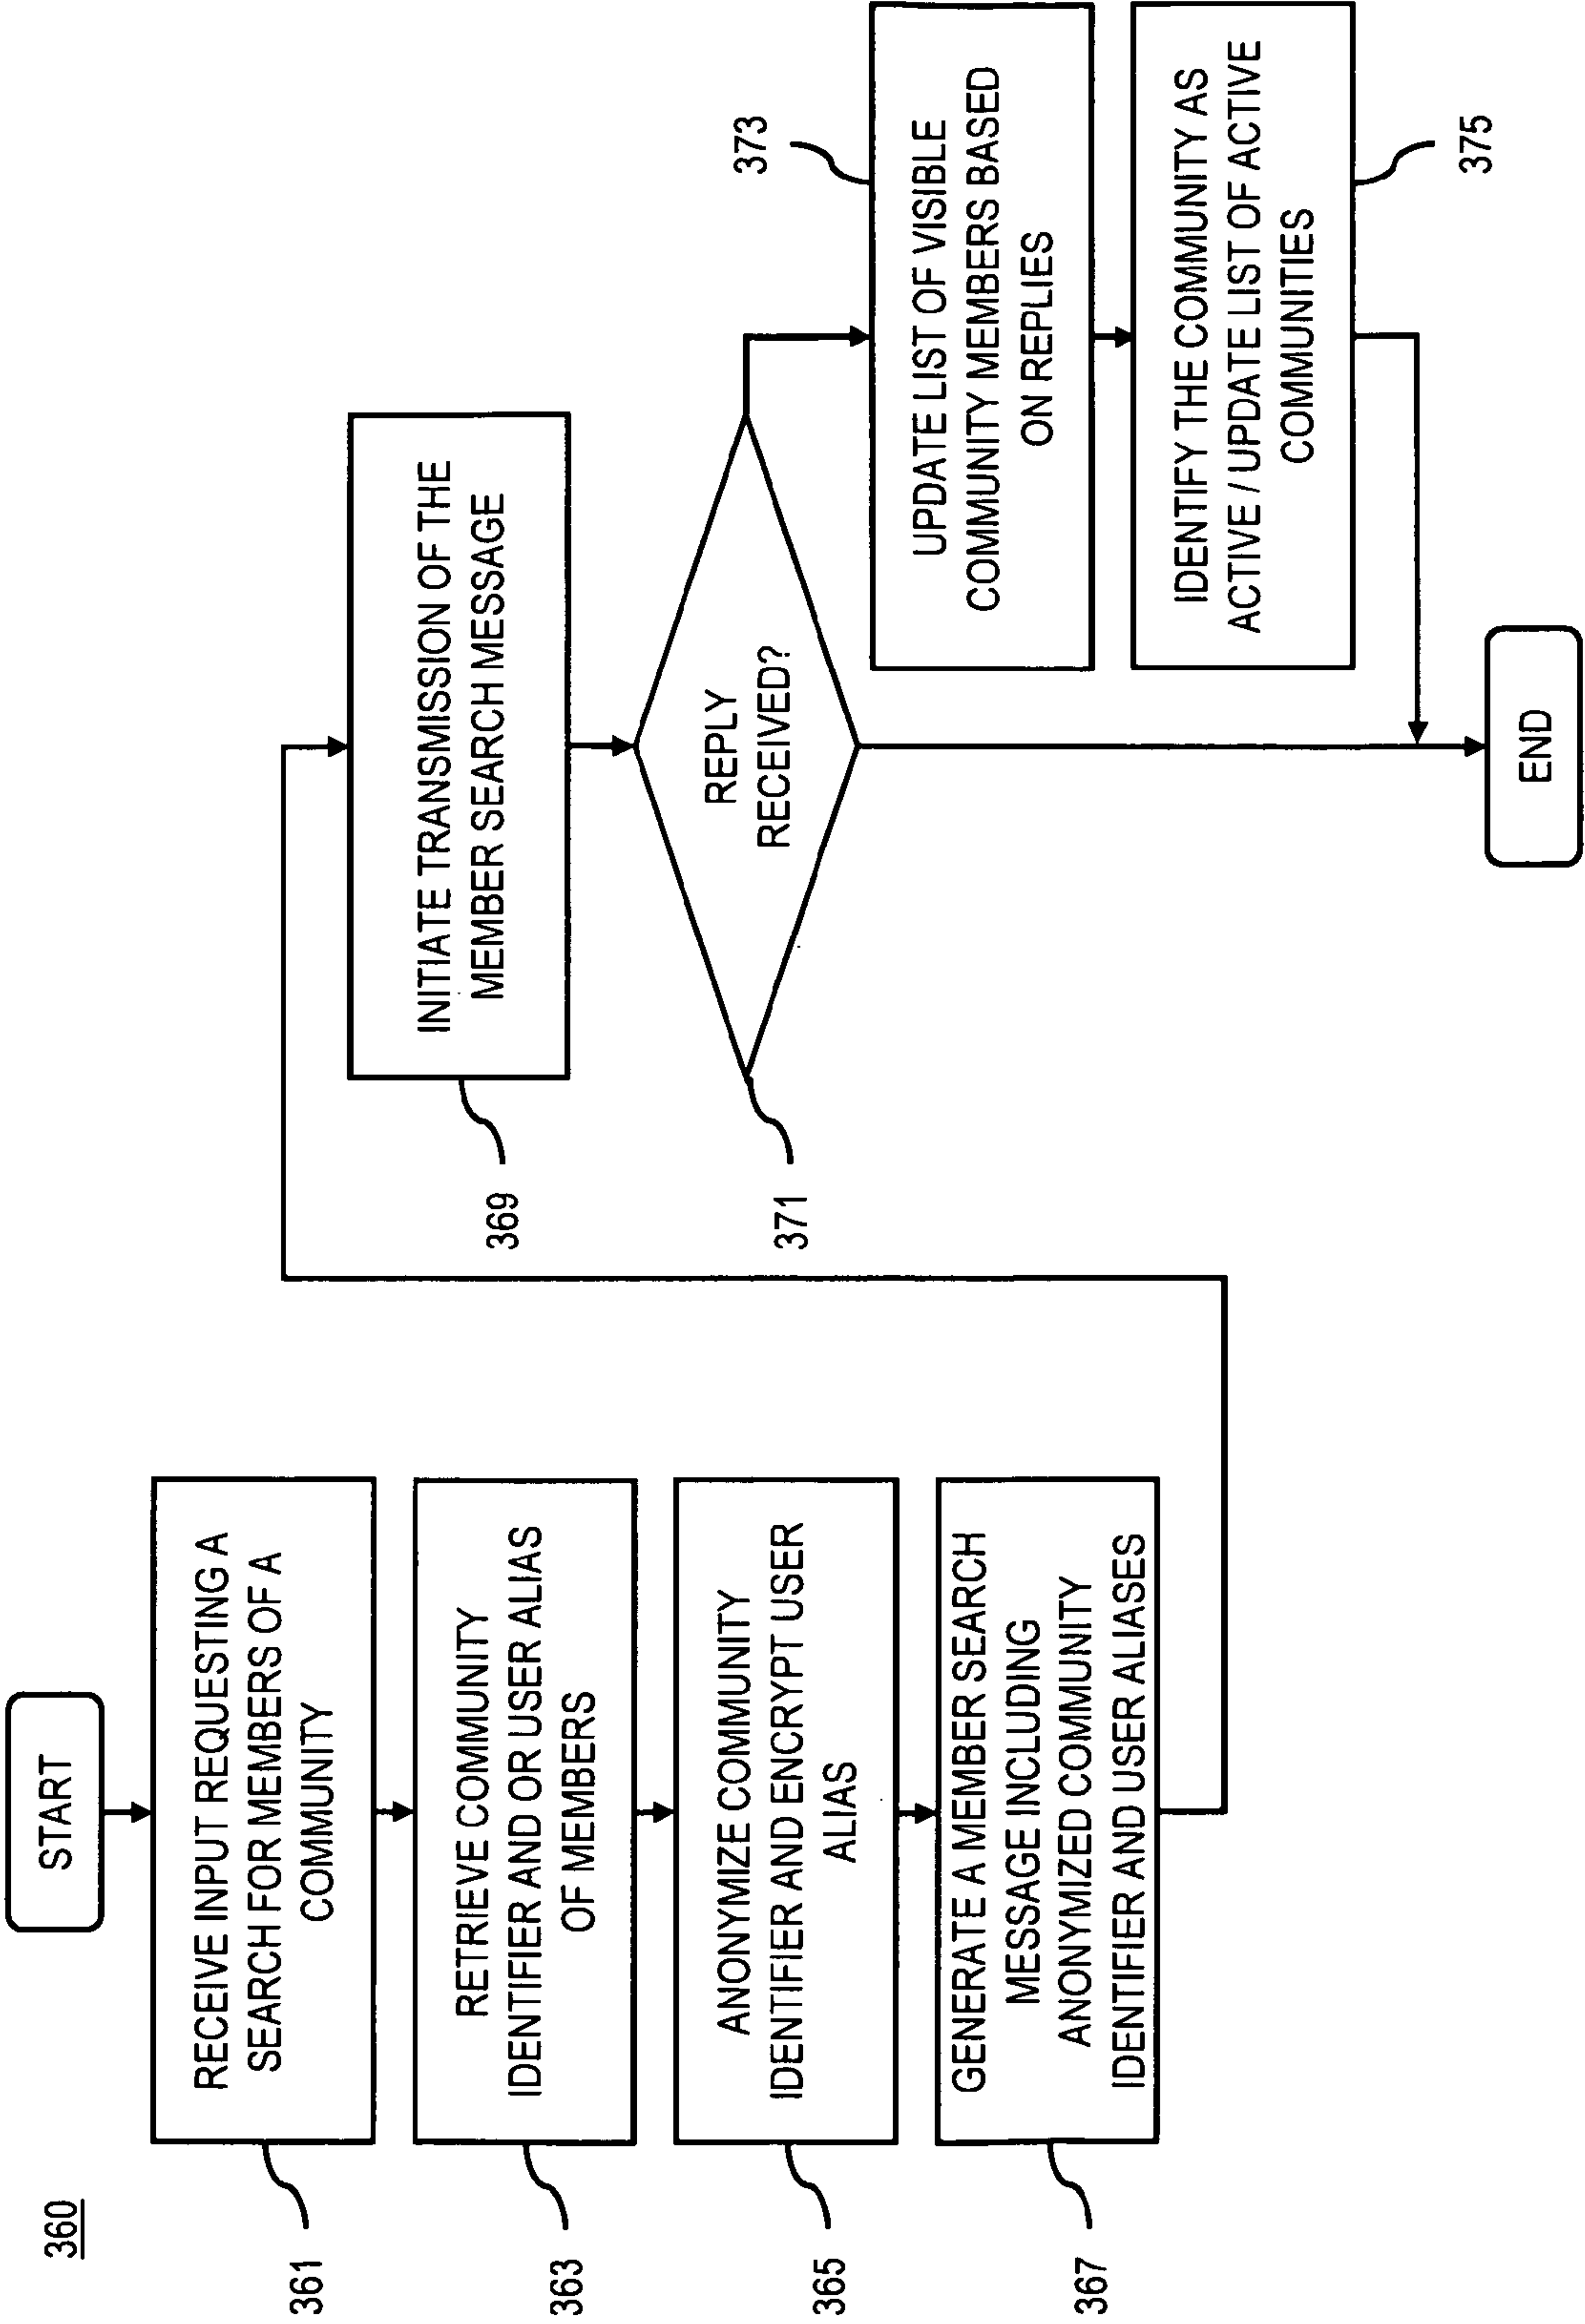 360
START
361
RECEIVE INPUT REQUESTING A
SEARCH FOR MEMBERS OF A
COMMUNITY
363
RETRIEVE COMMUNITY
IDENTIFIER AND OR USER ALIAS
OF MEMBERS
365
ANONYMIZE COMMUNITY
IDENTIFIER AND ENCRYPT USER
ALIAS
367
GENERATE A MEMBER SEARCH
MESSAGE INCLUDING
ANONYMIZED COMMUNITY
IDENTIFIER AND USER ALIASES
369
INITIATE TRANSMISSION OF THE
MEMBER SEARCH MESSAGE
371
REPLY
RECEIVED?
373
UPDATE LIST OF VISIBLE
COMMUNITY MEMBERS BASED
ON REPLIES
375
IDENTIFY THE COMMUNITY AS
ACTIVE / UPDATE LIST OF ACTIVE
COMMUNITIES
END